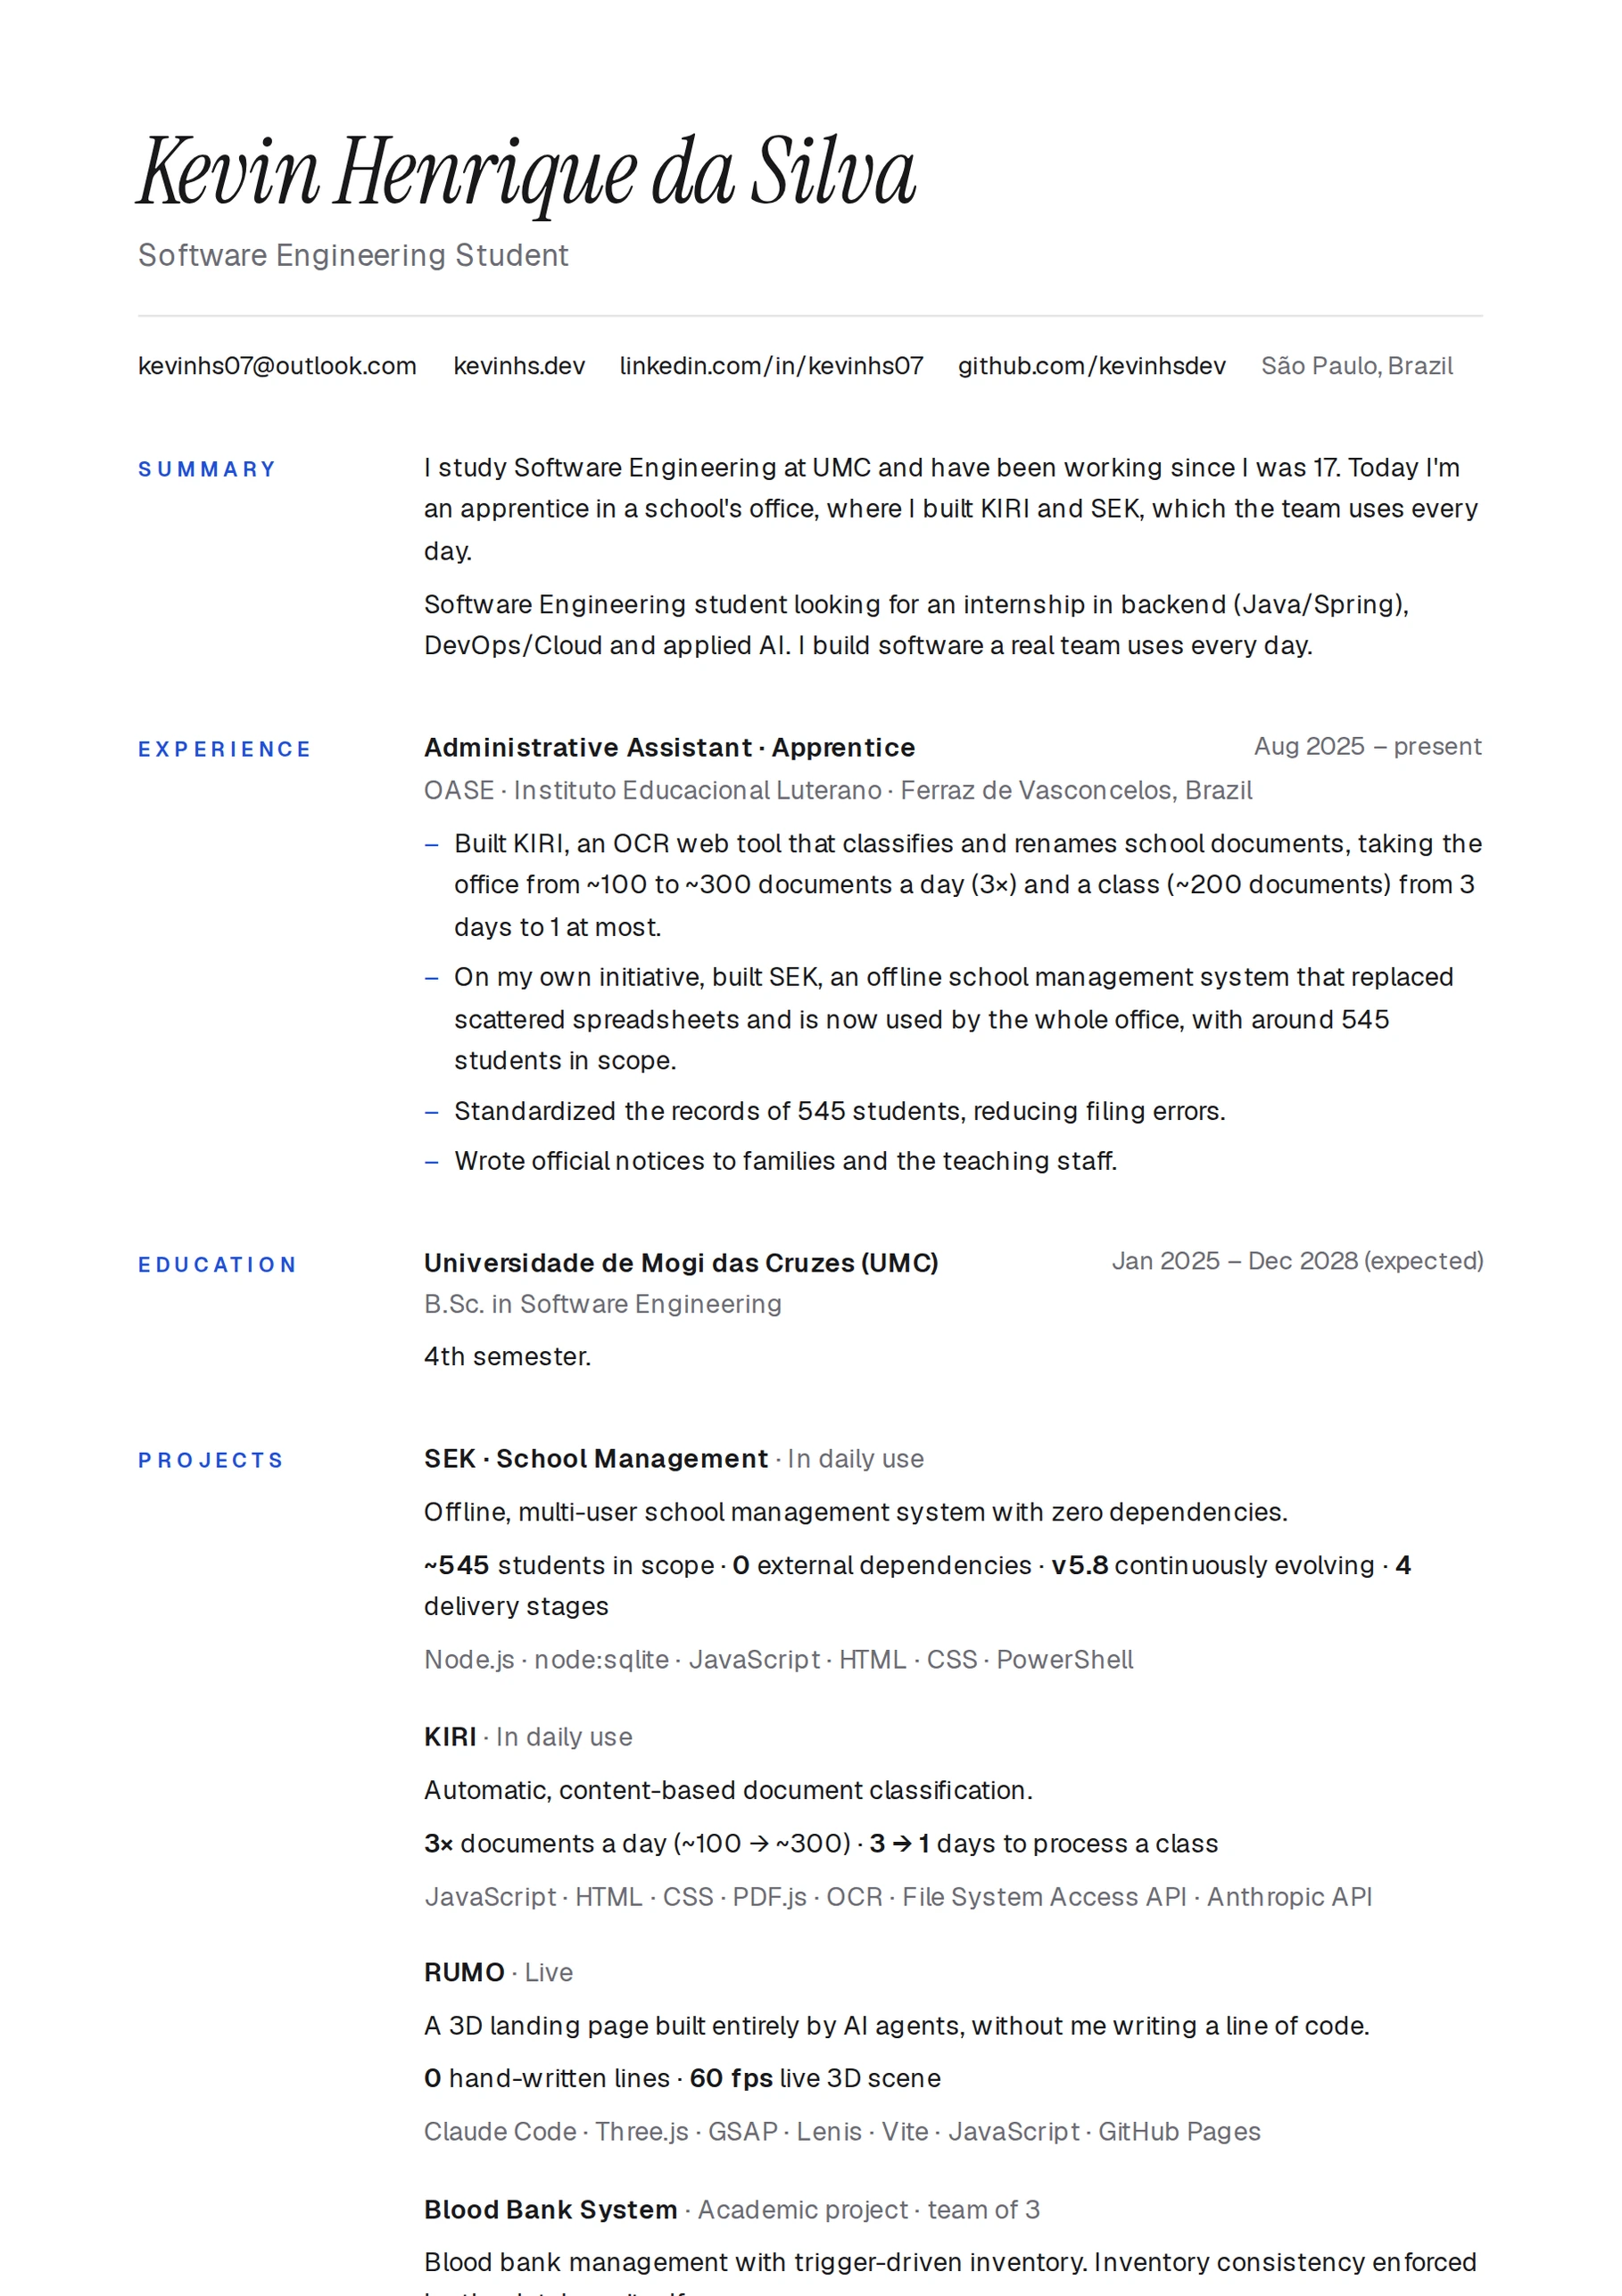 Kevin Henrique da Silva
Software Engineering Student
kevinhs07@outlook.com kevinhs.dev linkedin.com/in/kevinhs07 github.com/kevinhsdev São Paulo, Brazil
SUMMARY
I study Software Engineering at UMC and have been working since I was 17. Today I'm
an apprentice in a school's office, where I built KIRI and SEK, which the team uses every
day.
Software Engineering student looking for an internship in backend (Java/Spring),
DevOps/Cloud and applied AI. I build software a real team uses every day.
EXPERIENCE
Administrative Assistant · Apprentice Aug 2025 – present
OASE · Instituto Educacional Luterano · Ferraz de Vasconcelos, Brazil
– Built KIRI, an OCR web tool that classifies and renames school documents, taking the
office from ~100 to ~300 documents a day (3×) and a class (~200 documents) from 3
days to 1 at most.
– On my own initiative, built SEK, an offline school management system that replaced
scattered spreadsheets and is now used by the whole office, with around 545
students in scope.
– Standardized the records of 545 students, reducing filing errors.
– Wrote official notices to families and the teaching staff.
EDUCATION
Universidade de Mogi das Cruzes (UMC) Jan 2025 – Dec 2028 (expected)
B.Sc. in Software Engineering
4th semester.
PROJECTS
SEK · School Management · In daily use
Offline, multi-user school management system with zero dependencies.
~545 students in scope · 0 external dependencies · v5.8 continuously evolving · 4
delivery stages
Node.js · node:sqlite · JavaScript · HTML · CSS · PowerShell
KIRI · In daily use
Automatic, content-based document classification.
3× documents a day (~100 → ~300) · 3 → 1 days to process a class
JavaScript · HTML · CSS · PDF.js · OCR · File System Access API · Anthropic API
RUMO · Live
A 3D landing page built entirely by AI agents, without me writing a line of code.
0 hand-written lines · 60 fps live 3D scene
Claude Code · Three.js · GSAP · Lenis · Vite · JavaScript · GitHub Pages
Blood Bank System · Academic project · team of 3
Blood bank management with trigger-driven inventory. Inventory consistency enforced